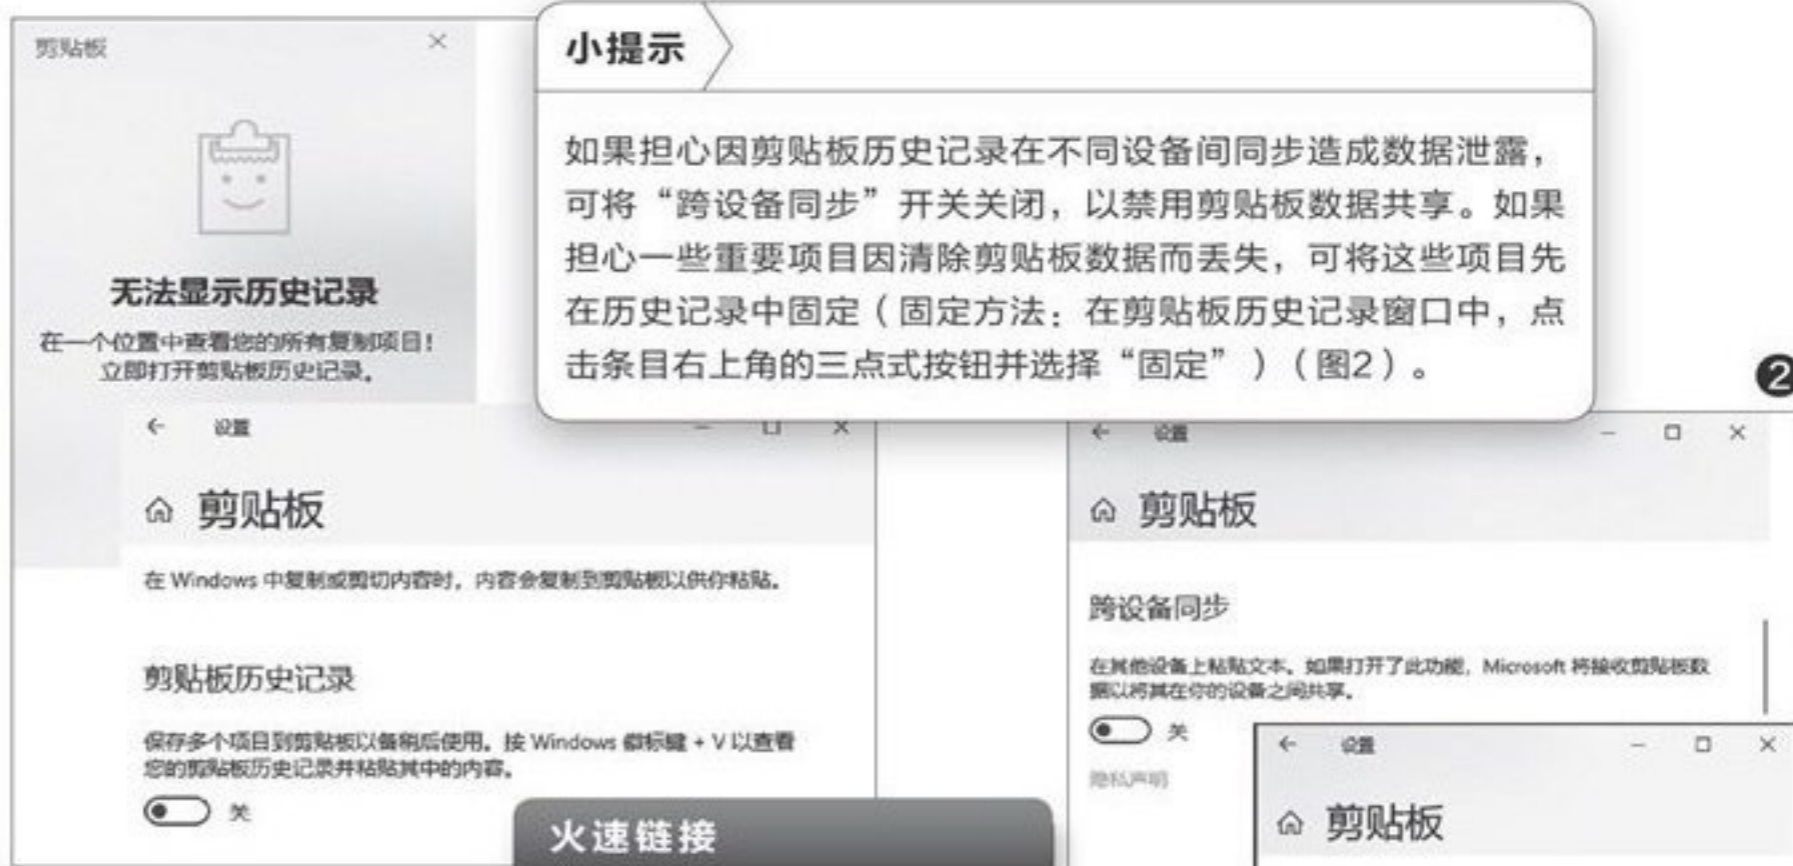 剪贴板
无法显示历史记录
在一个位置中查看您的所有复制项目！
立即打开剪贴板历史记录。
小提示
如果担心因剪贴板历史记录在不同设备间同步造成数据泄露，
可将“跨设备同步”开关关闭，以禁用剪贴板数据共享。如果
担心一些重要项目因清除剪贴板数据而丢失，可将这些项目先
在历史记录中固定（固定方法：在剪贴板历史记录窗口中，点
击条目右上角的三点式按钮并选择“固定”）（图2）。
2
设置
剪贴板
在 Windows 中复制或剪切内容时，内容会复制到剪贴板以供你粘贴。
剪贴板历史记录
保存多个项目到剪贴板以备稍后使用。按 Windows 徽标键 + V 以查看
您的剪贴板历史记录并粘贴其中的内容。
关
火速链接
设置
剪贴板
跨设备同步
在其他设备上粘贴文本。如果打开了此功能，Microsoft 将接收剪贴板数
据以将其在你的设备之间共享。
关
隐私声明
设置
剪贴板